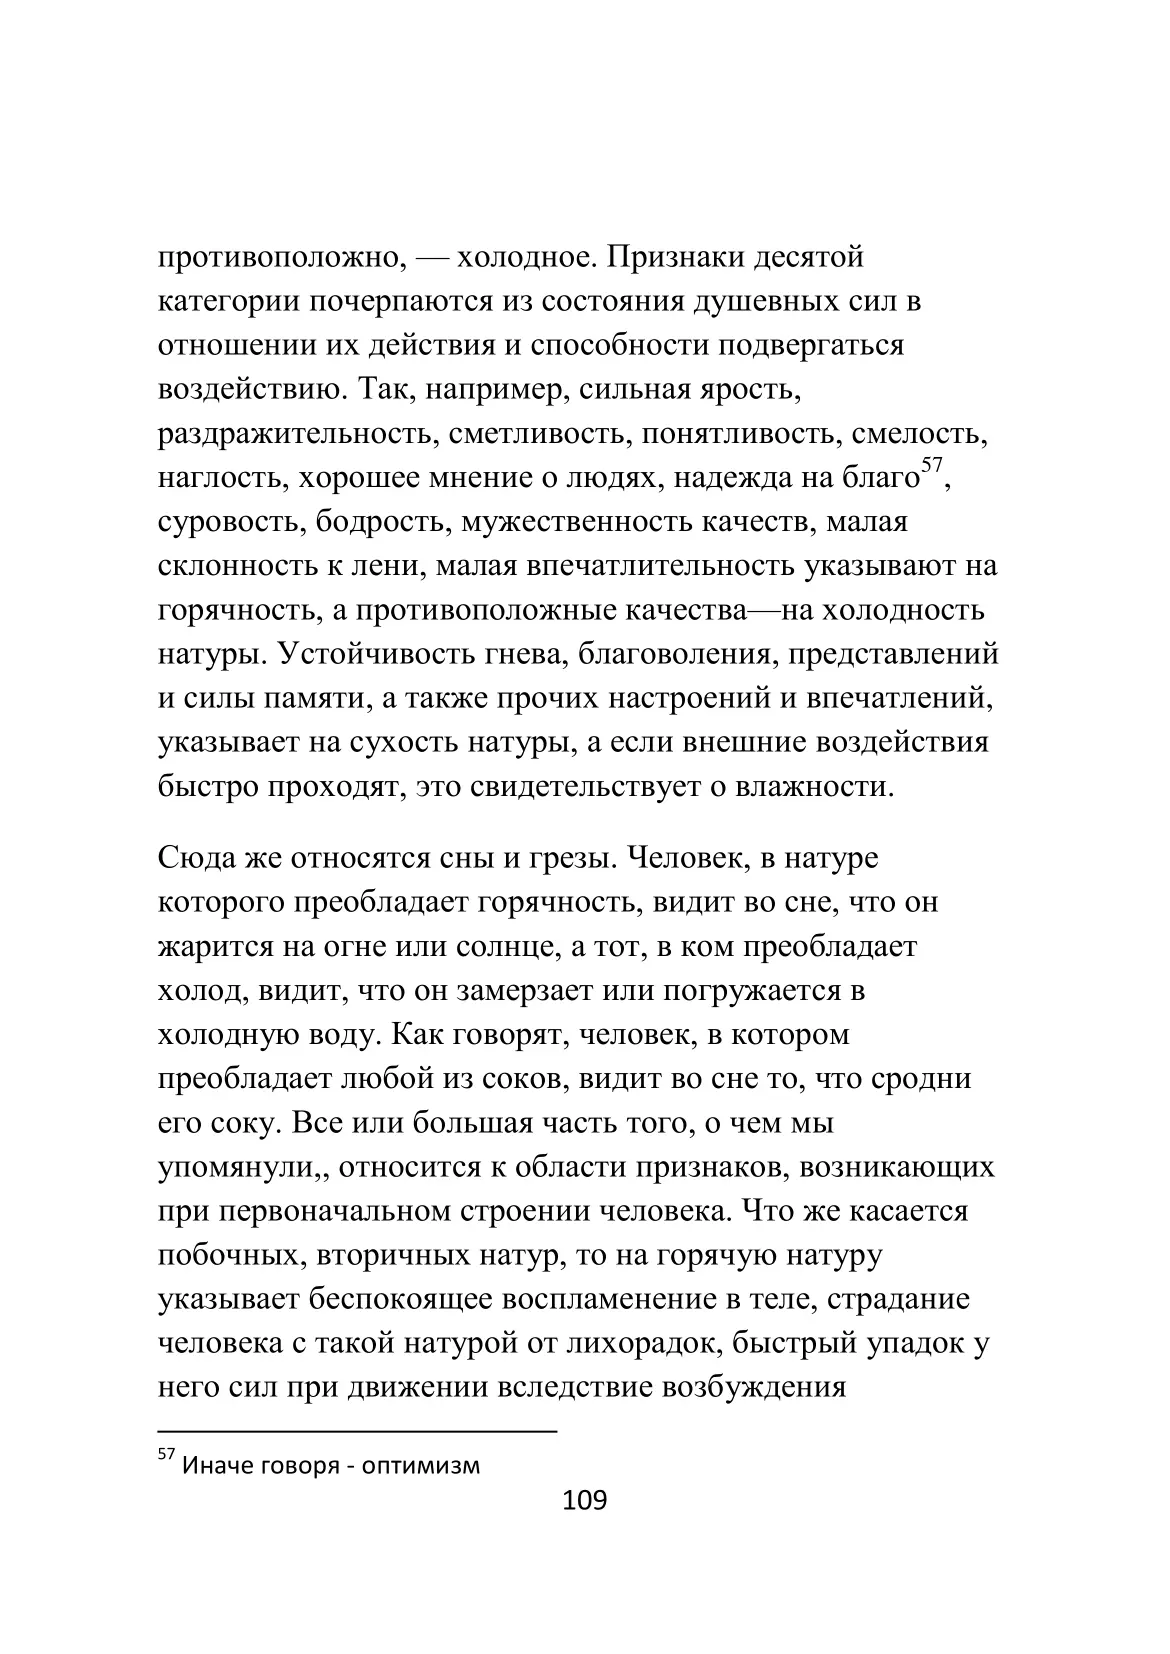 противоположно, — холодное. Признаки десятой
категории почерпаются из состояния душевных сил в
отношении их действия и способности подвергаться
воздействию. Так, например, сильная ярость,
раздражительность, сметливость, понятливость, смелость,
наглость, хорошее мнение о людях, надежда на благо57,
суровость, бодрость, мужественность качеств, малая
склонность к лени, малая впечатлительность указывают на
горячность, а противоположные качества—на холодность
натуры. Устойчивость гнева, благоволения, представлений
и силы памяти, а также прочих настроений и впечатлений,
указывает на сухость натуры, а если внешние воздействия
быстро проходят, это свидетельствует о влажности.
Сюда же относятся сны и грезы. Человек, в натуре
которого преобладает горячность, видит во сне, что он
жарится на огне или солнце, а тот, в ком преобладает
холод, видит, что он замерзает или погружается в
холодную воду. Как говорят, человек, в котором
преобладает любой из соков, видит во сне то, что сродни
его соку. Все или большая часть того, о чем мы
упомянули,, относится к области признаков, возникающих
при первоначальном строении человека. Что же касается
побочных, вторичных натур, то на горячую натуру
указывает беспокоящее воспламенение в теле, страдание
человека с такой натурой от лихорадок, быстрый упадок у
него сил при движении вследствие возбуждения
57 Иначе говоря - оптимизм
109